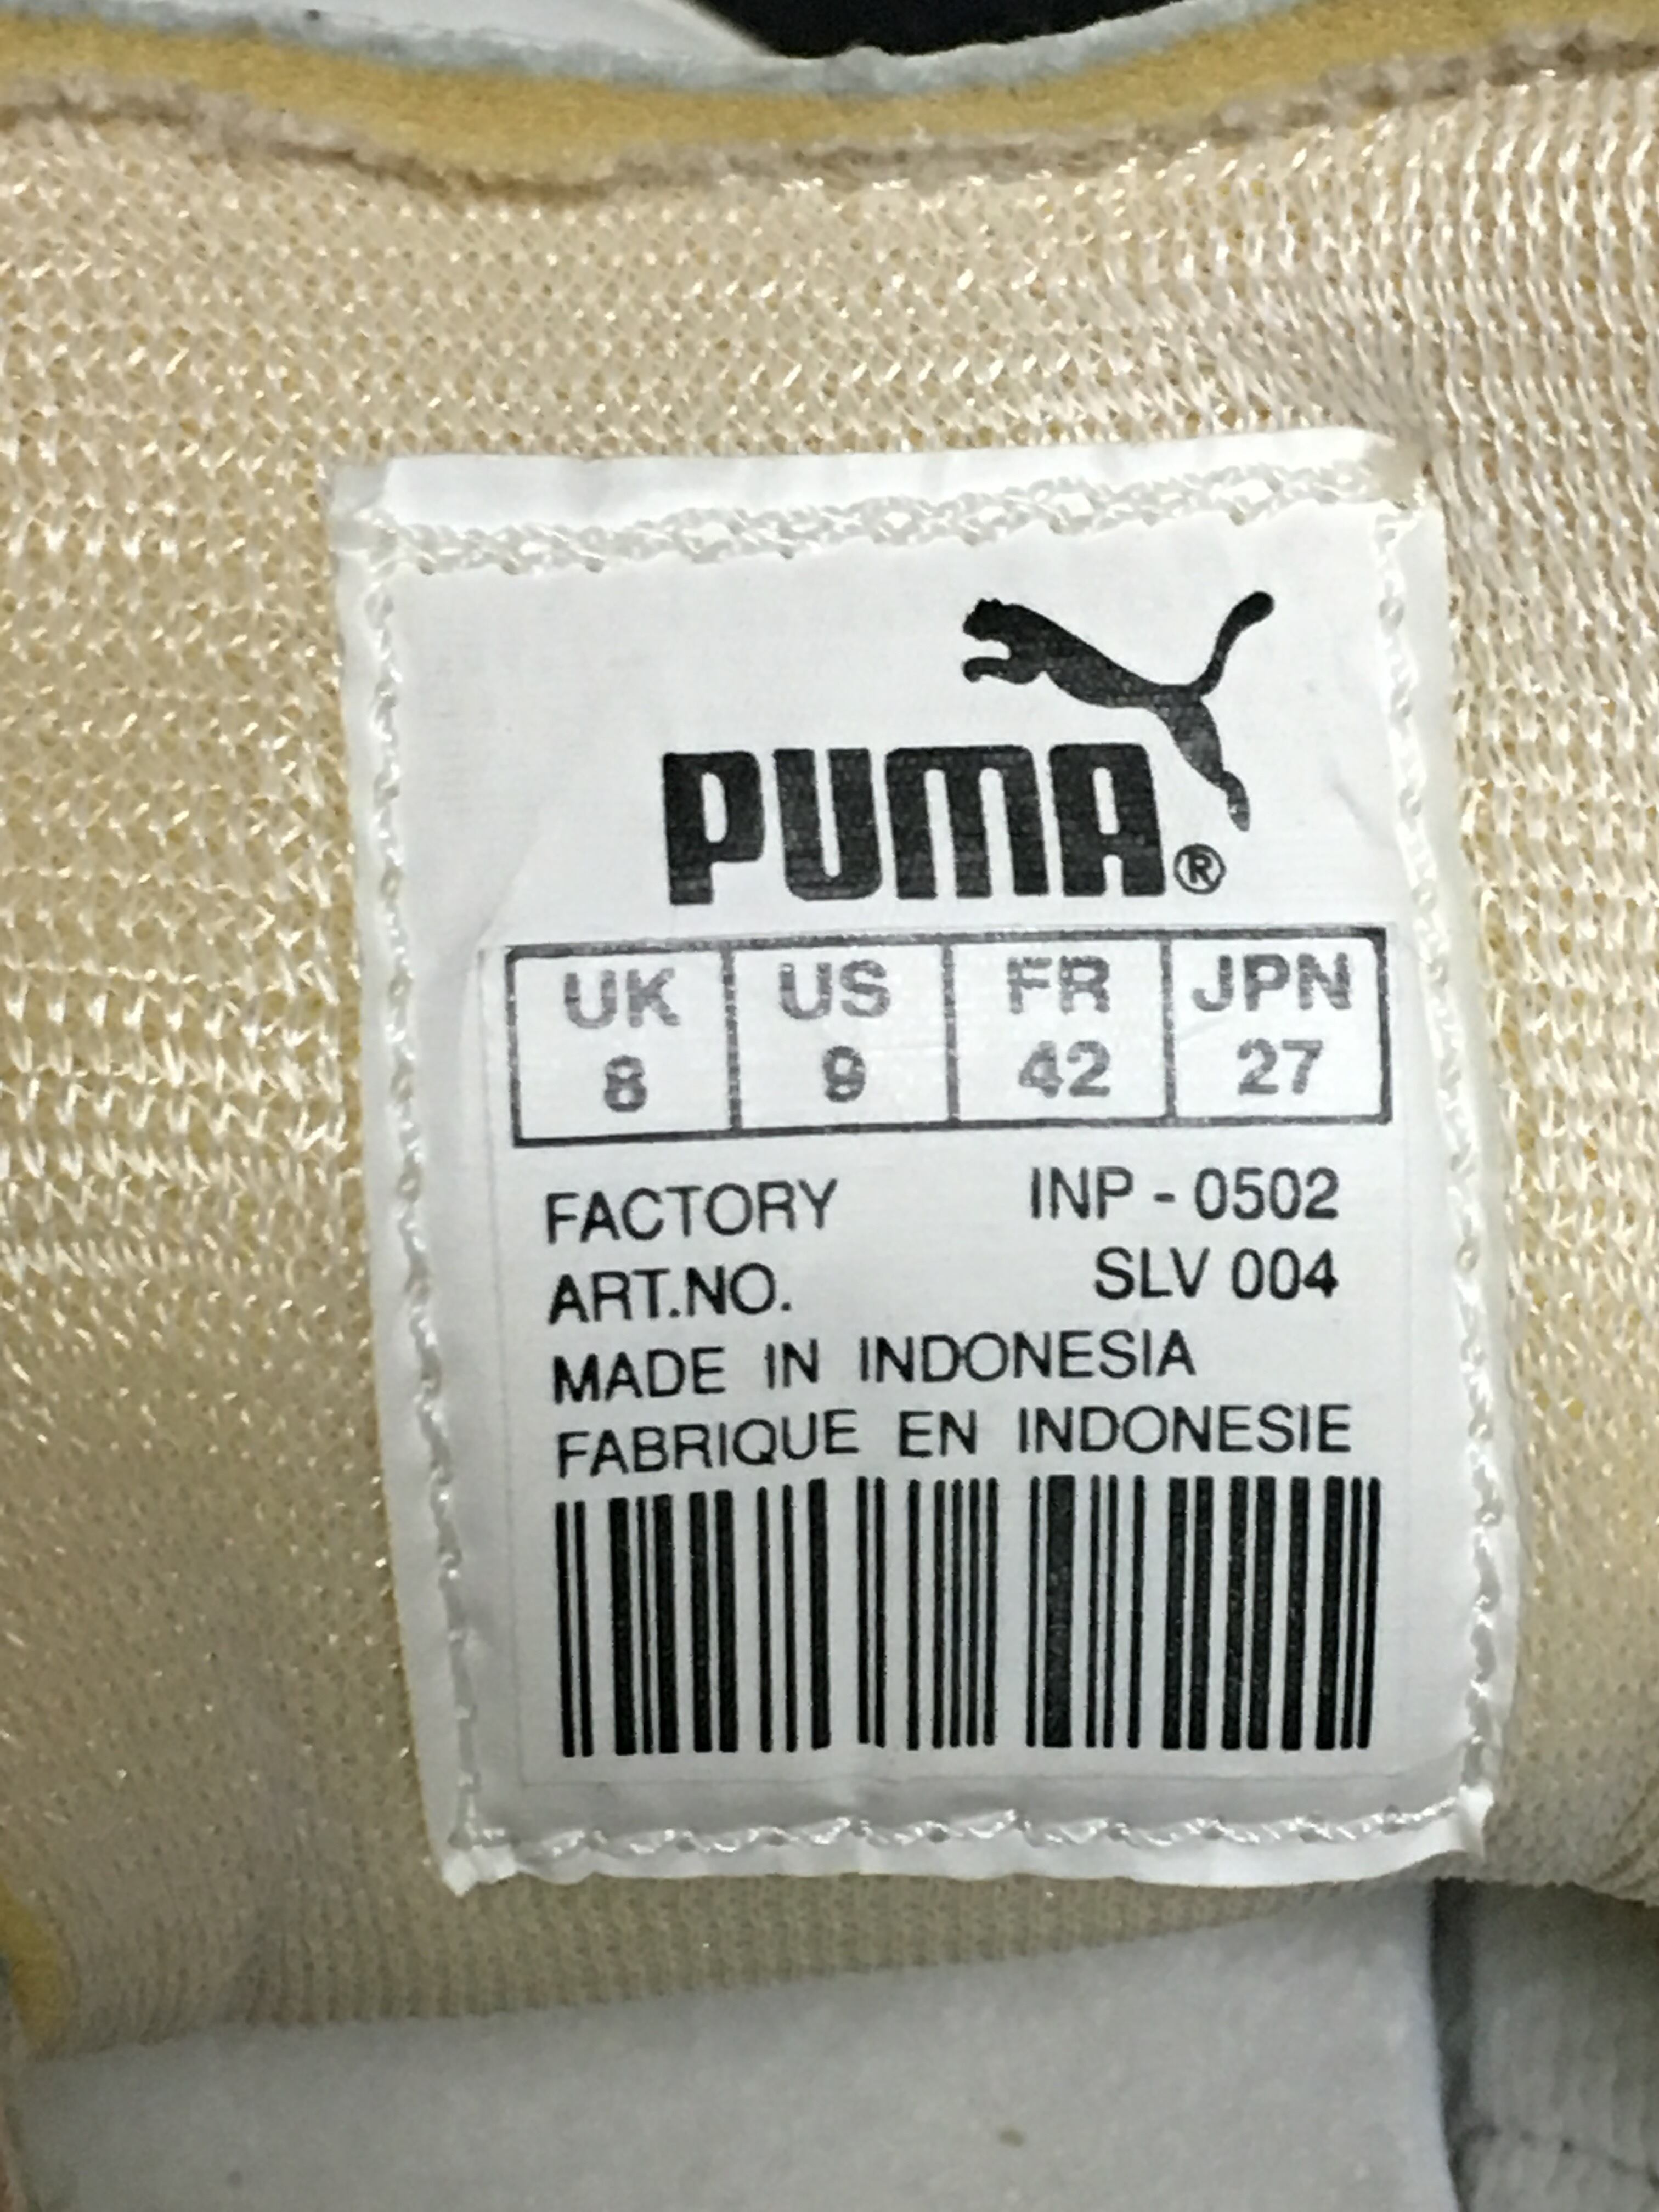 PUMA®
UK US FR JPN
8 9 42 27
FACTORY INP - 0502
ART.NO. SLV 004
MADE IN INDONESIA
FABRIQUE EN INDONESIE